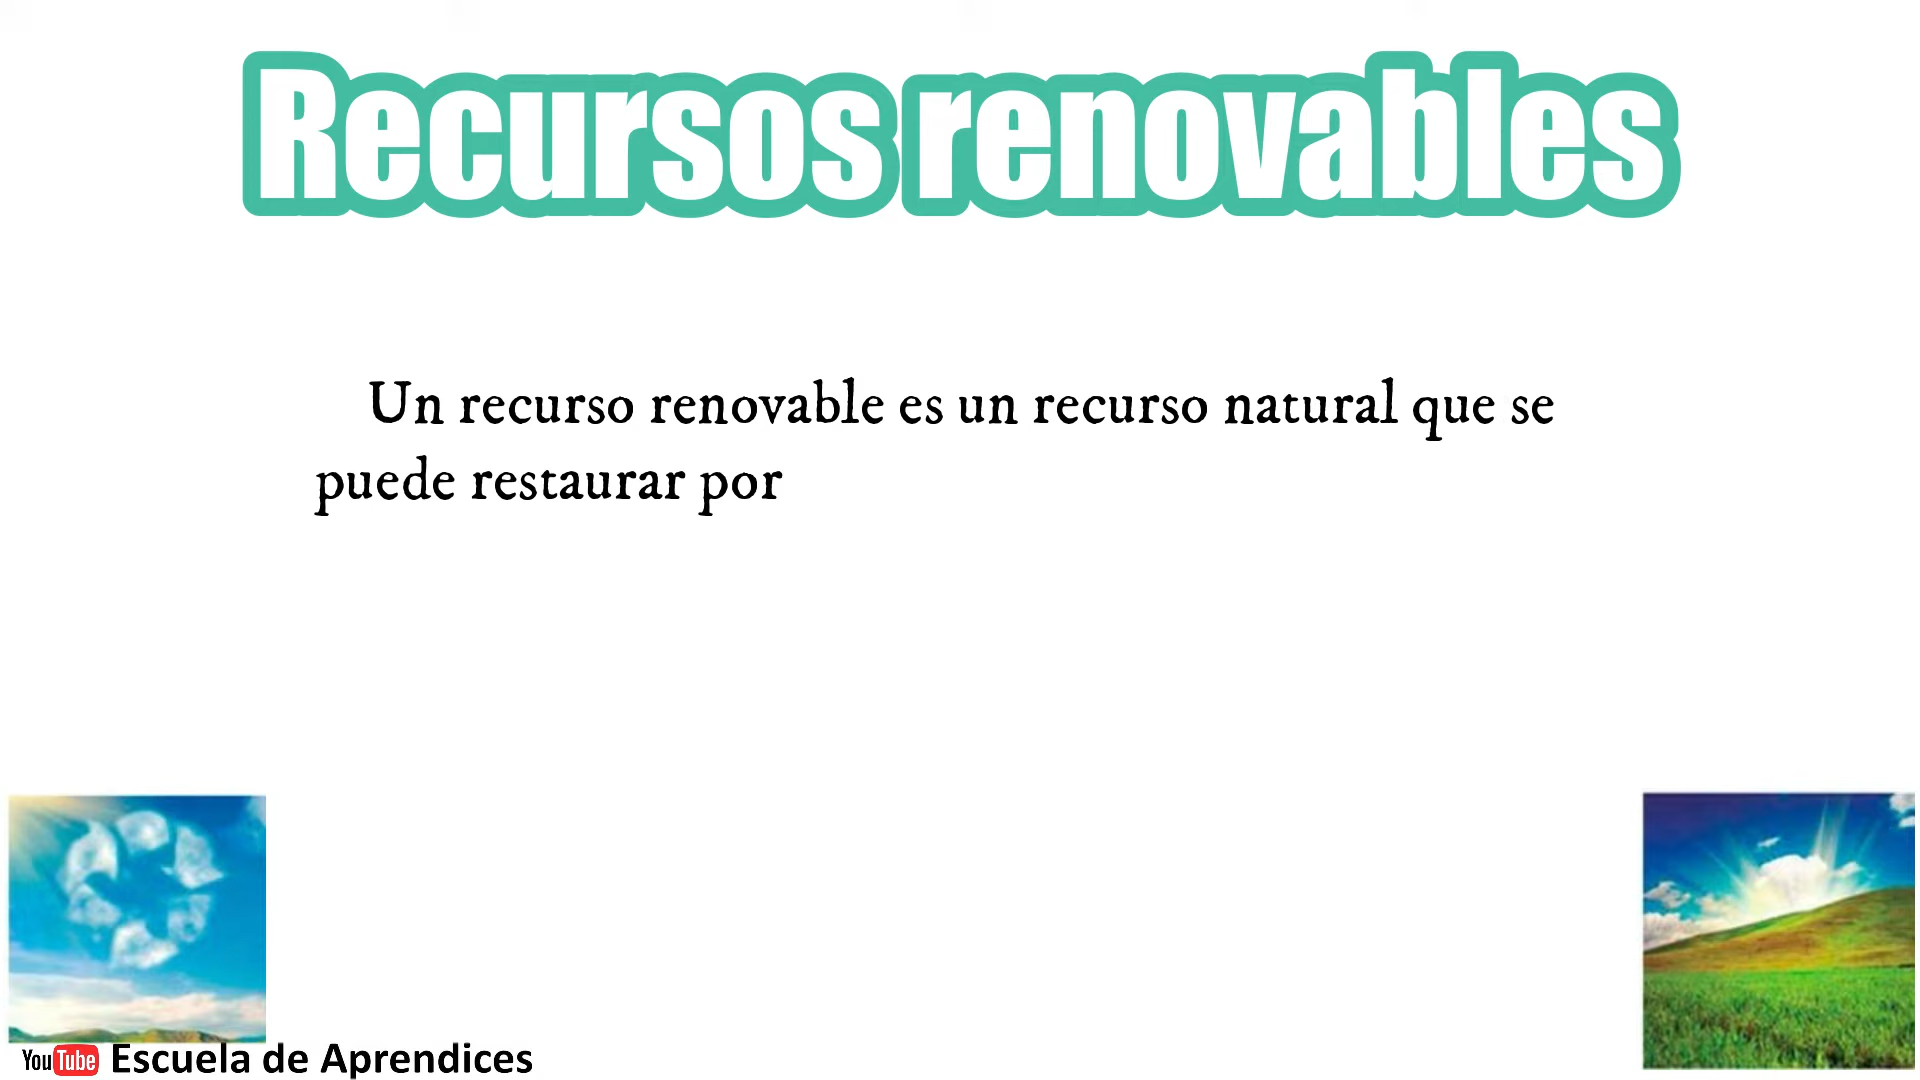 Recursos renovables
Un recurso renovable es un recurso natural que se
puede restaurar por
YouTube Escuela de Aprendices